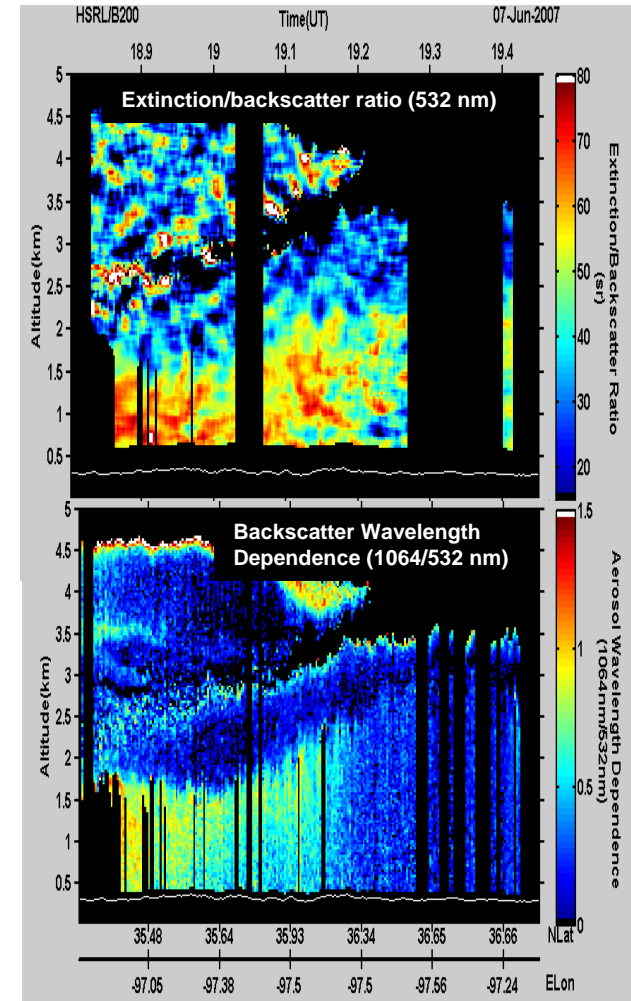 HSRL/B200 Time(UT) 07-Jun-2007
18.9 19 19.1 19.2 19.3 19.4
Extinction/backscatter ratio (532 nm)
5
4.5
4
3.5
3
2.5
2
1.5
1
0.5
Altitude(km)
80
70
60
50
40
30
20
Extinction/Backscatter Ratio
(sr)
Backscatter Wavelength
Dependence (1064/532 nm)
5
4.5
4
3.5
3
2.5
2
1.5
1
0.5
Altitude(km)
1.5
1
0.5
0
Aerosol Wavelength Dependence
(1064nm/532nm)
35.48 35.64 35.93 36.34 36.65 36.66 NLat
-97.05 -97.38 -97.5 -97.5 -97.56 -97.24 ELon